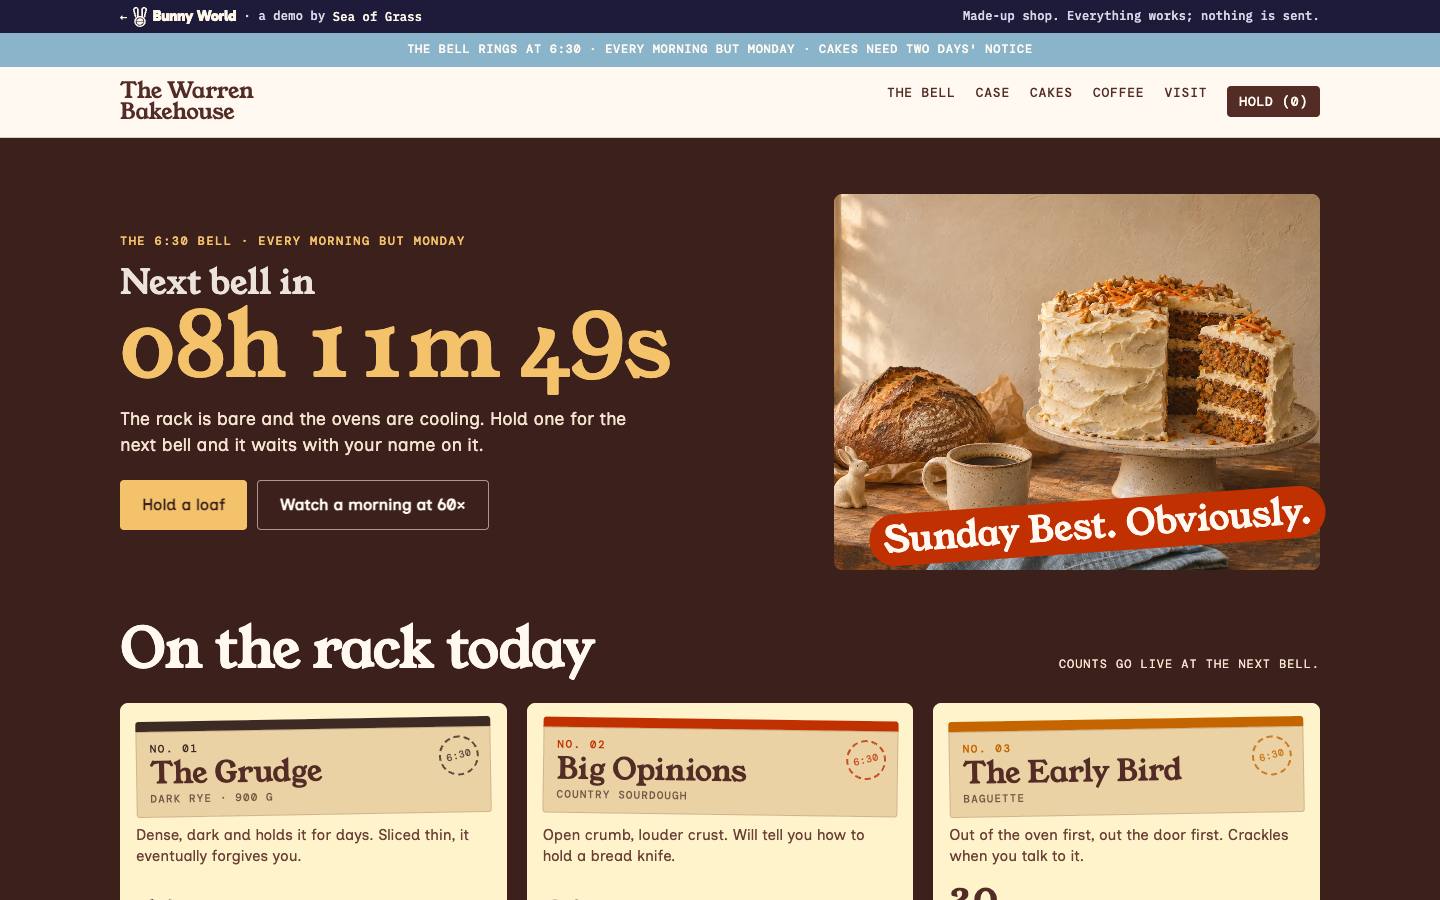 ← Bunny World · a demo by Sea of Grass
Made-up shop. Everything works; nothing is sent.
THE BELL RINGS AT 6:30 · EVERY MORNING BUT MONDAY · CAKES NEED TWO DAYS' NOTICE
The Warren
Bakehouse
THE BELL CASE CAKES COFFEE VISIT HOLD (0)
THE 6:30 BELL · EVERY MORNING BUT MONDAY
Next bell in
08h 11m 49s
The rack is bare and the ovens are cooling. Hold one for the
next bell and it waits with your name on it.
Hold a loaf
Watch a morning at 60×
Sunday Best. Obviously.
On the rack today
COUNTS GO LIVE AT THE NEXT BELL.
NO. 01
The Grudge
DARK RYE · 900 G
6:30
Dense, dark and holds it for days. Sliced thin, it
eventually forgives you.
NO. 02
Big Opinions
COUNTRY SOURDOUGH
6:30
Open crumb, louder crust. Will tell you how to
hold a bread knife.
NO. 03
The Early Bird
BAGUETTE
6:30
Out of the oven first, out the door first. Crackles
when you talk to it.